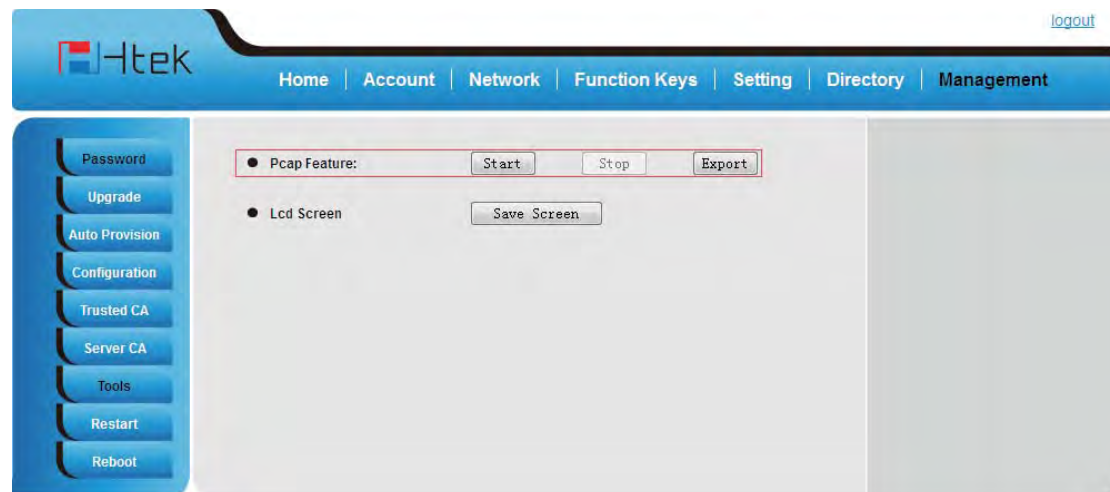 logout
Htek
Home | Account | Network | Function Keys | Setting | Directory | Management
Password
Upgrade
Auto Provision
Configuration
Trusted CA
Server CA
Tools
Restart
Reboot
Pcap Feature: Start Stop Export
Lcd Screen Save Screen